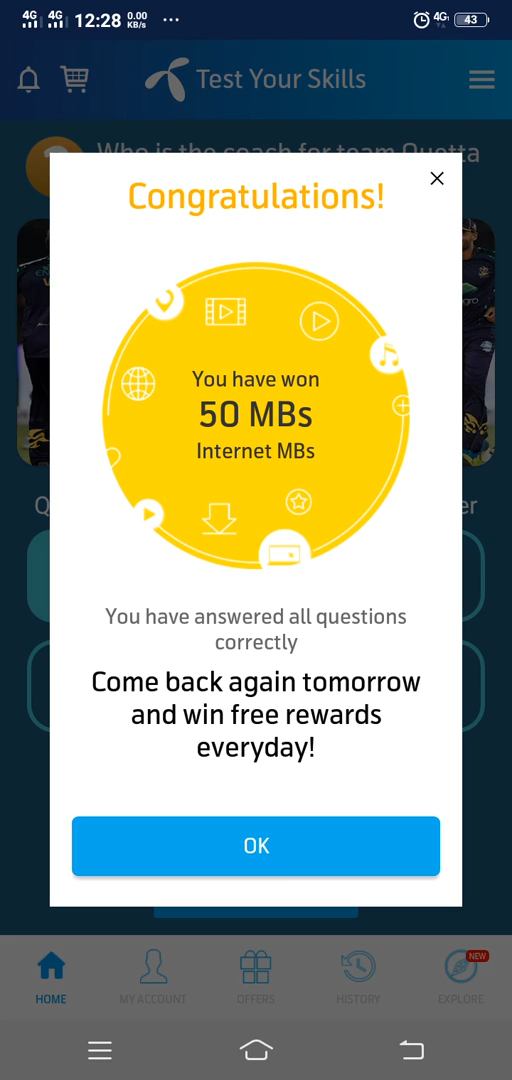 4G 4G 12:28 0.00 KB/s ... 4G 43
Test Your Skills
Who is the coach for team Quetta
Congratulations!
You have won
50 MBs
Internet MBs
Q
er
You have answered all questions
correctly
Come back again tomorrow
and win free rewards
everyday!
OK
NEW
HOME MY ACCOUNT OFFERS HISTORY EXPLORE